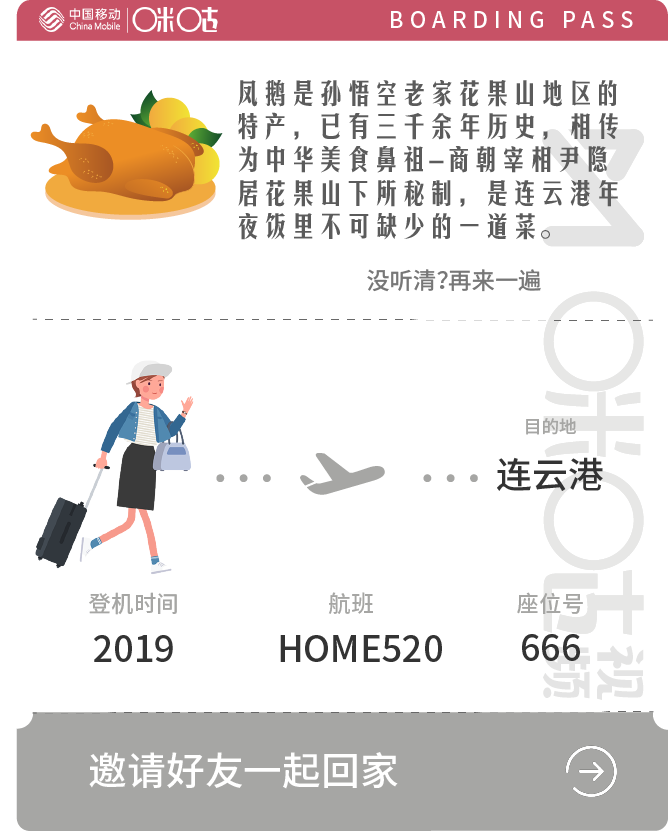 中国移动 China Mobile 咪咕
BOARDING PASS
凤鹅是孙悟空老家花果山地区的
特产，已有三千余年历史，相传
为中华美食鼻祖—商朝宰相尹隐
居花果山下所秘制，是连云港年
夜饭里不可缺少的一道菜。
没听清?再来一遍
目的地
连云港
登机时间 航班 座位号
2019 HOME520 666
咪咕视频
邀请好友一起回家